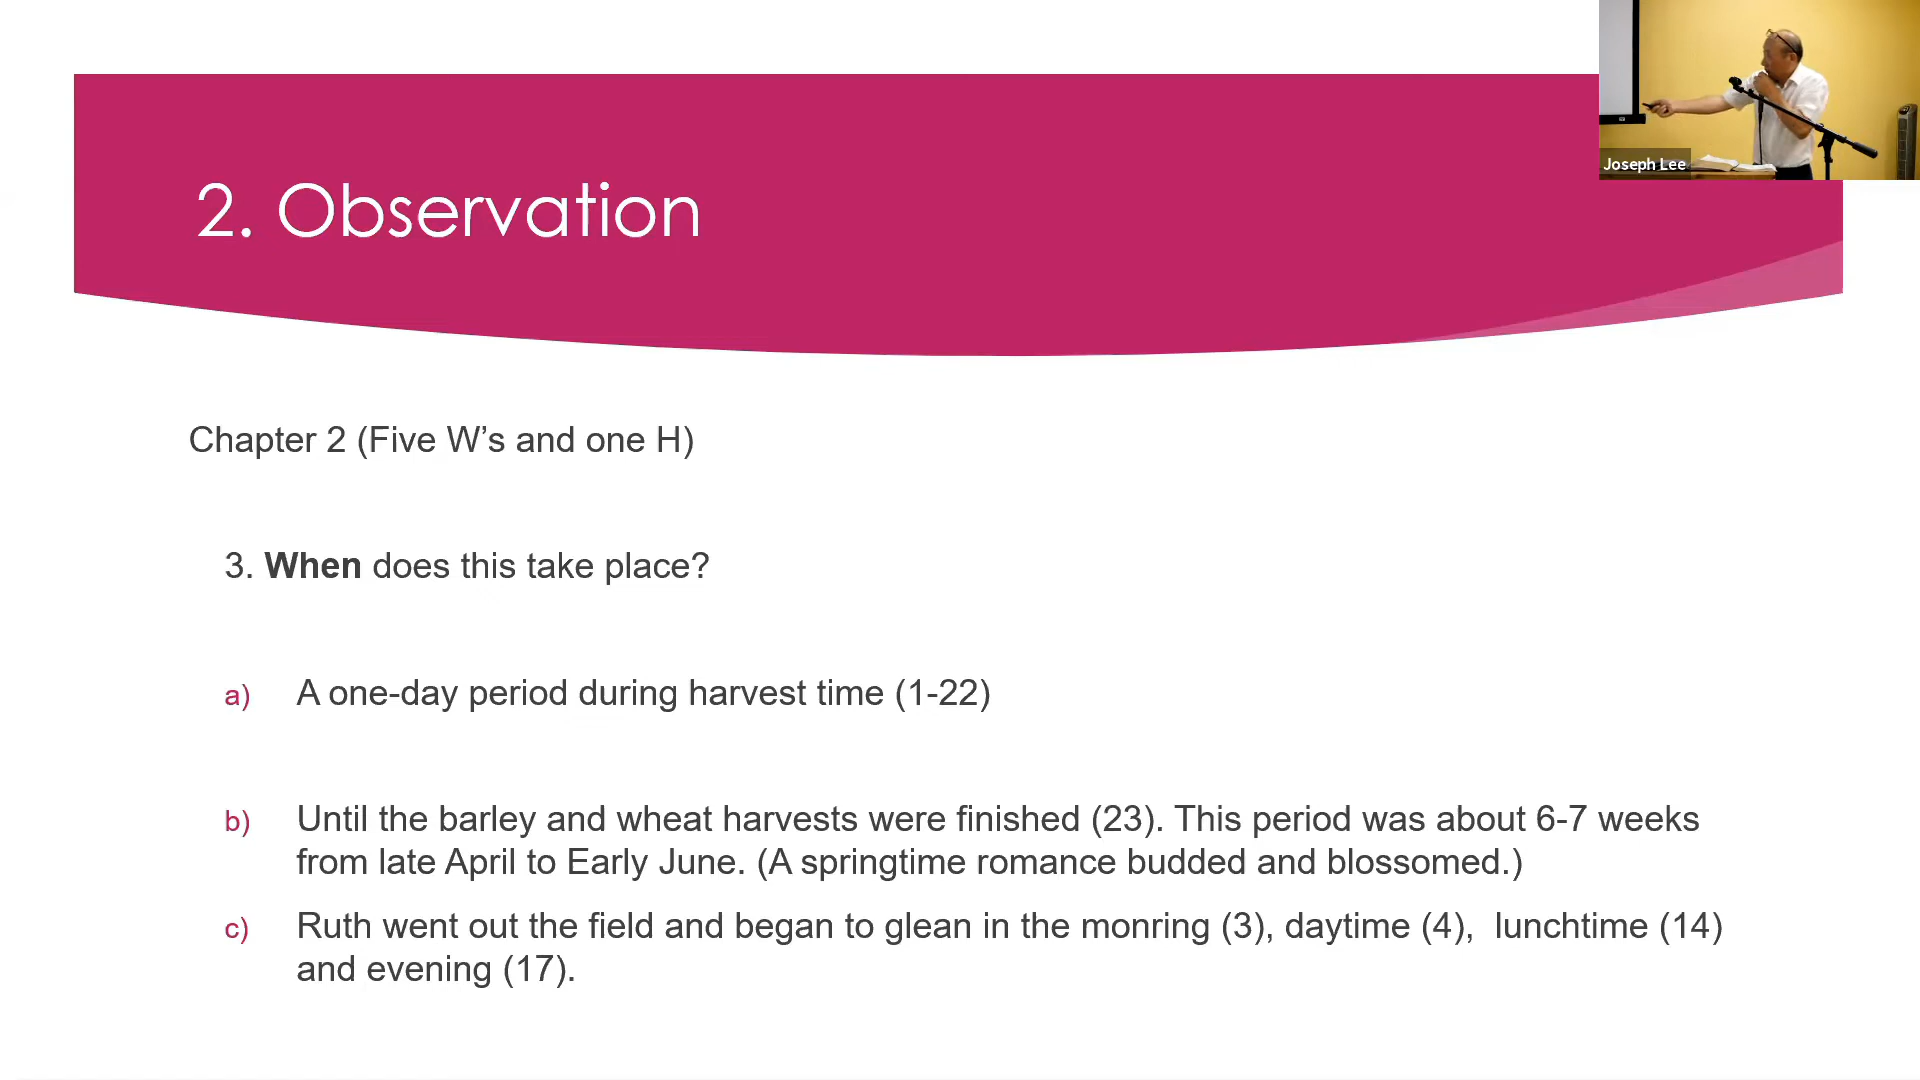 2. Observation
Joseph Lee
Chapter 2 (Five W’s and one H)
3. When does this take place?
a) A one-day period during harvest time (1-22)
b) Until the barley and wheat harvests were finished (23). This period was about 6-7 weeks
from late April to Early June. (A springtime romance budded and blossomed.)
c) Ruth went out the field and began to glean in the monring (3), daytime (4),  lunchtime (14)
and evening (17).